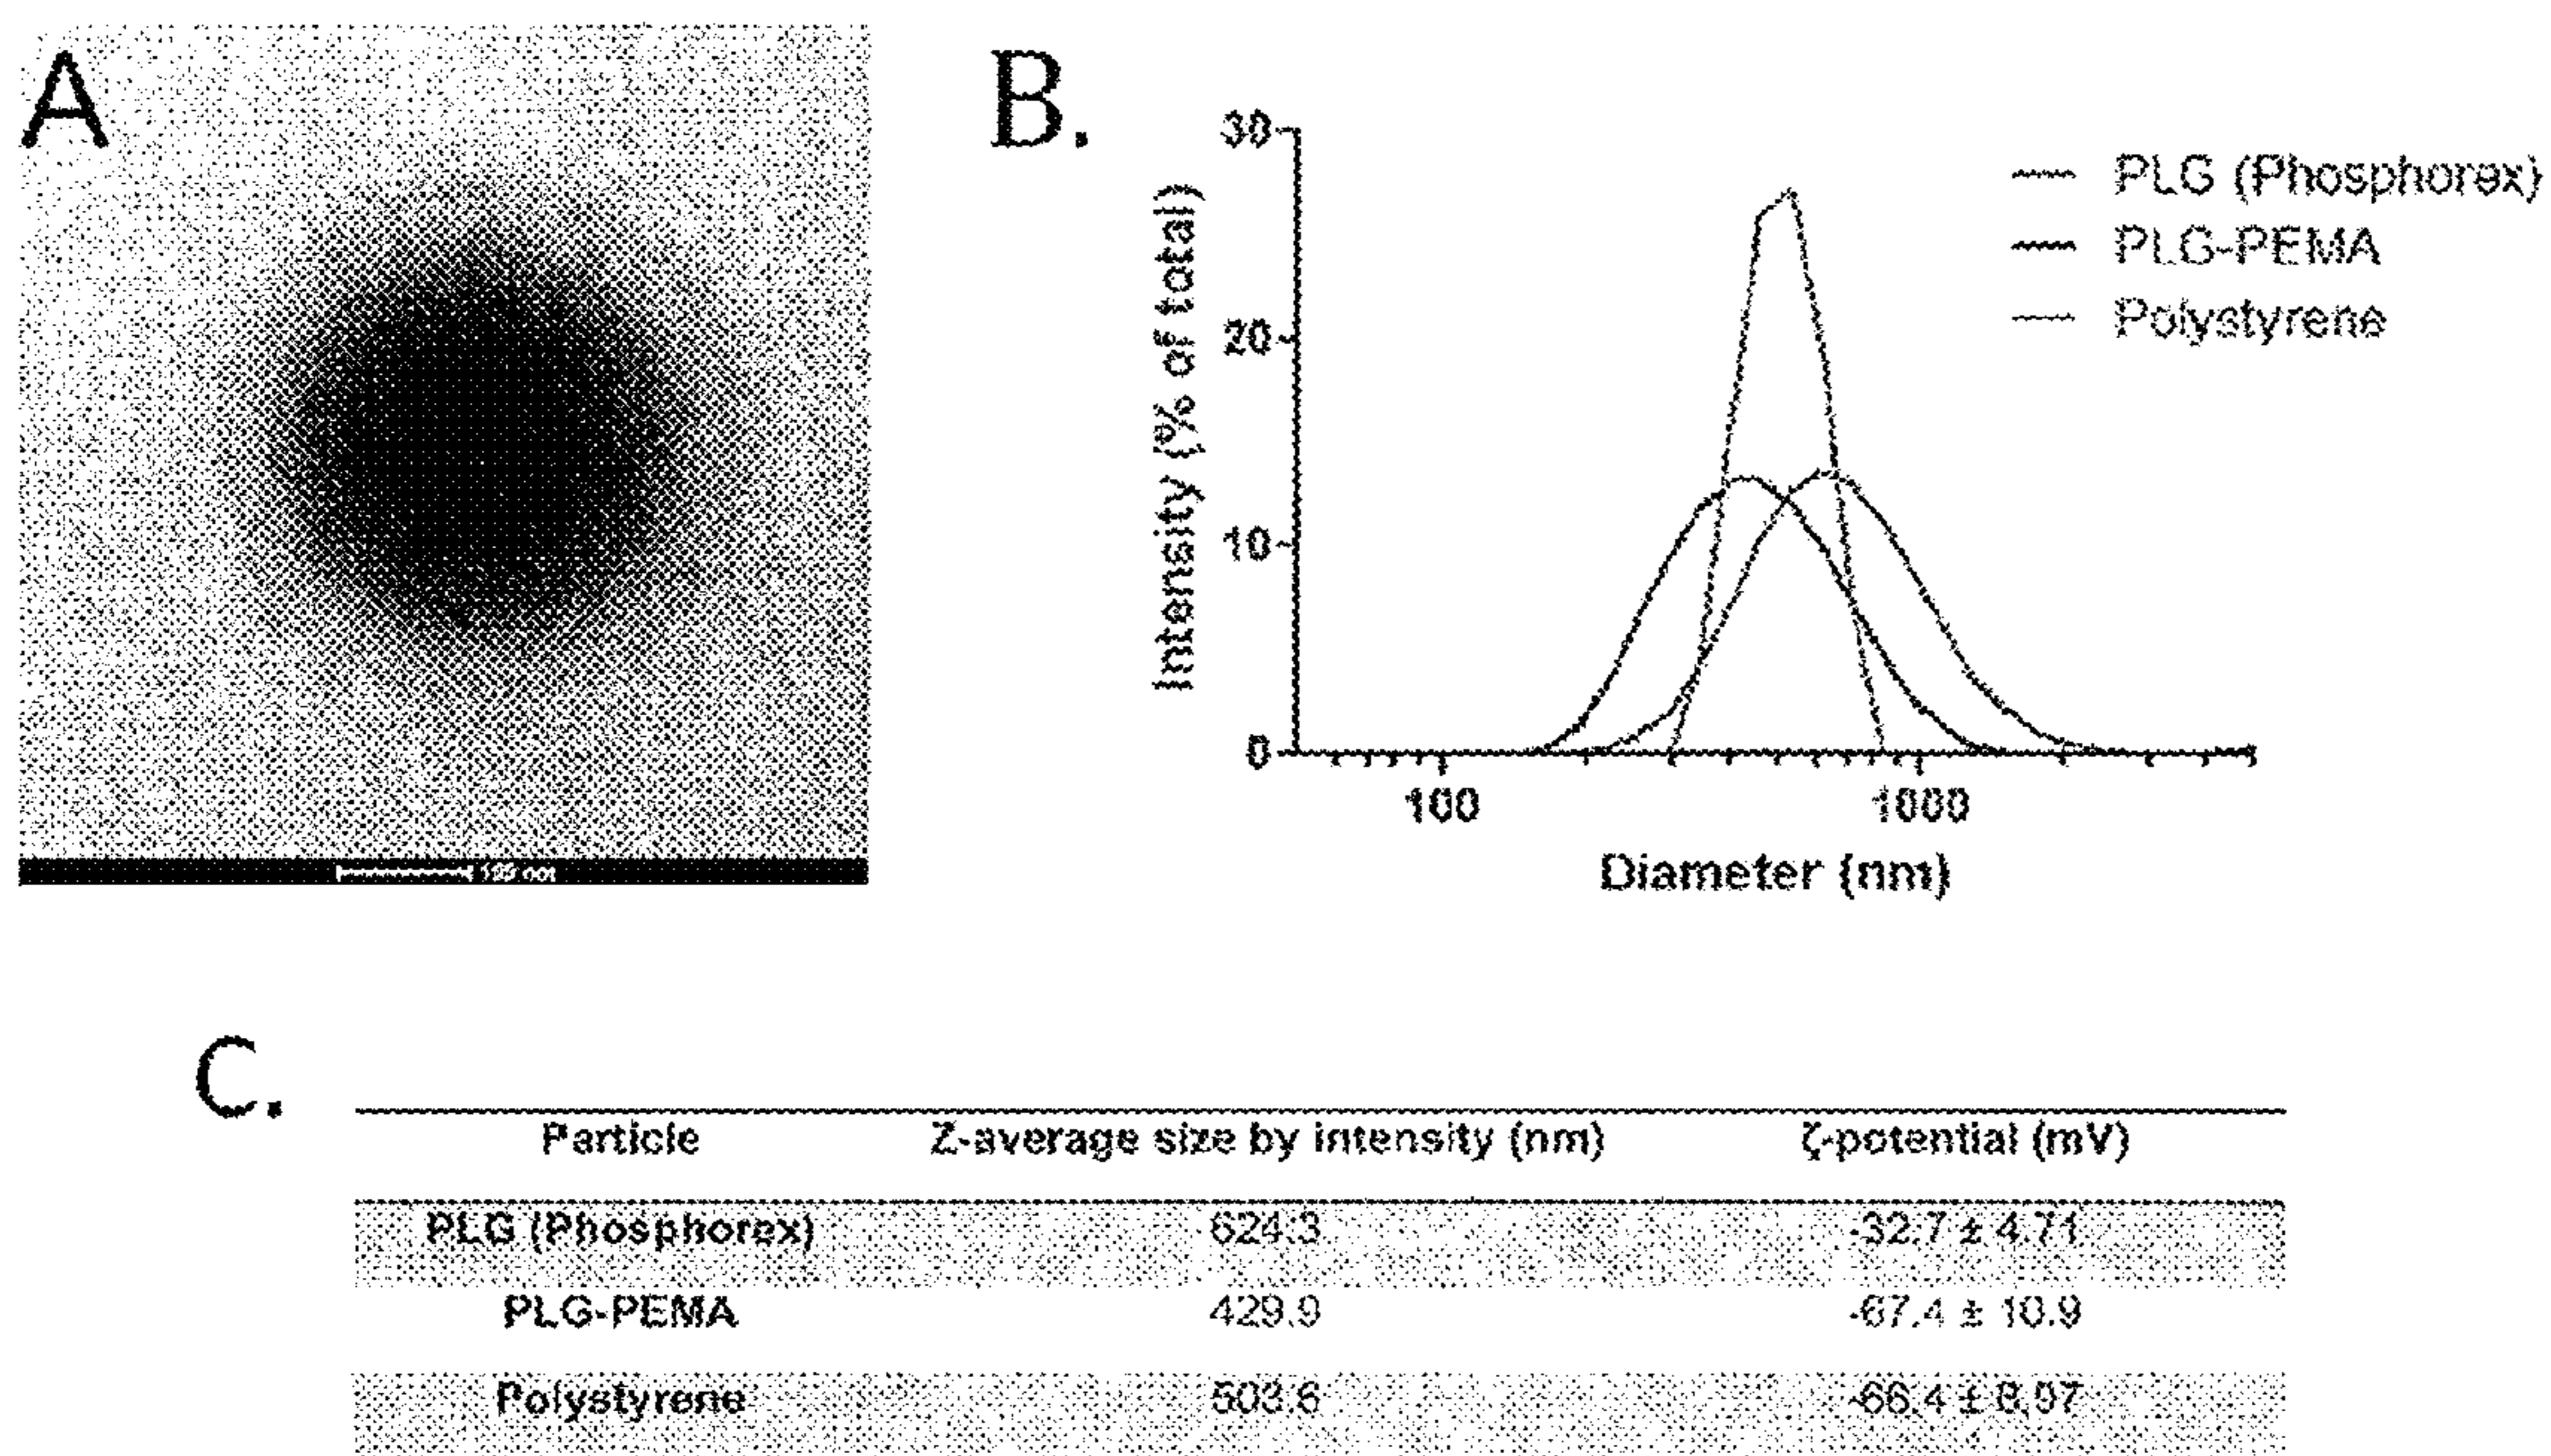 A
B.
30
20
10
0
Intensity (% of total)
100
1000
Diameter (nm)
PLG (Phosphorex)
PLG-PEMA
Polystyrene
C.
Particle Z-average size by intensity (nm) ζ-potential (mV)
PLG (Phosphorex) 624.3 -32.7 ± 4.71
PLG-PEMA 429.9 -67.4 ± 10.9
Polystyrene 503.6 -66.4 ±